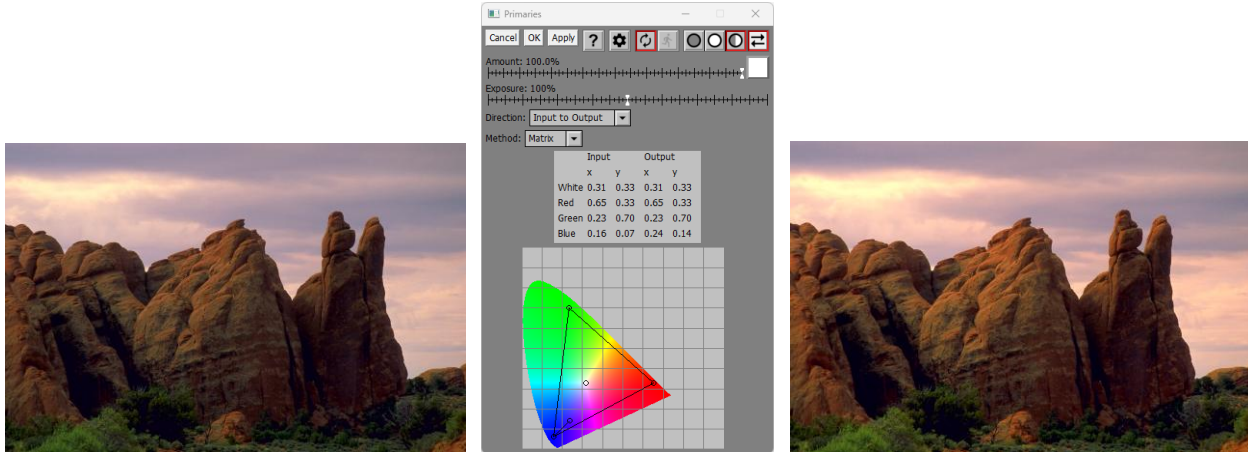 Primaries
Cancel OK Apply ?
Amount: 100.0%
Exposure: 100%
Direction: Input to Output
Method: Matrix
Input Output
x y x y
White 0.31 0.33 0.31 0.33
Red 0.65 0.33 0.65 0.33
Green 0.23 0.70 0.23 0.70
Blue 0.16 0.07 0.24 0.14